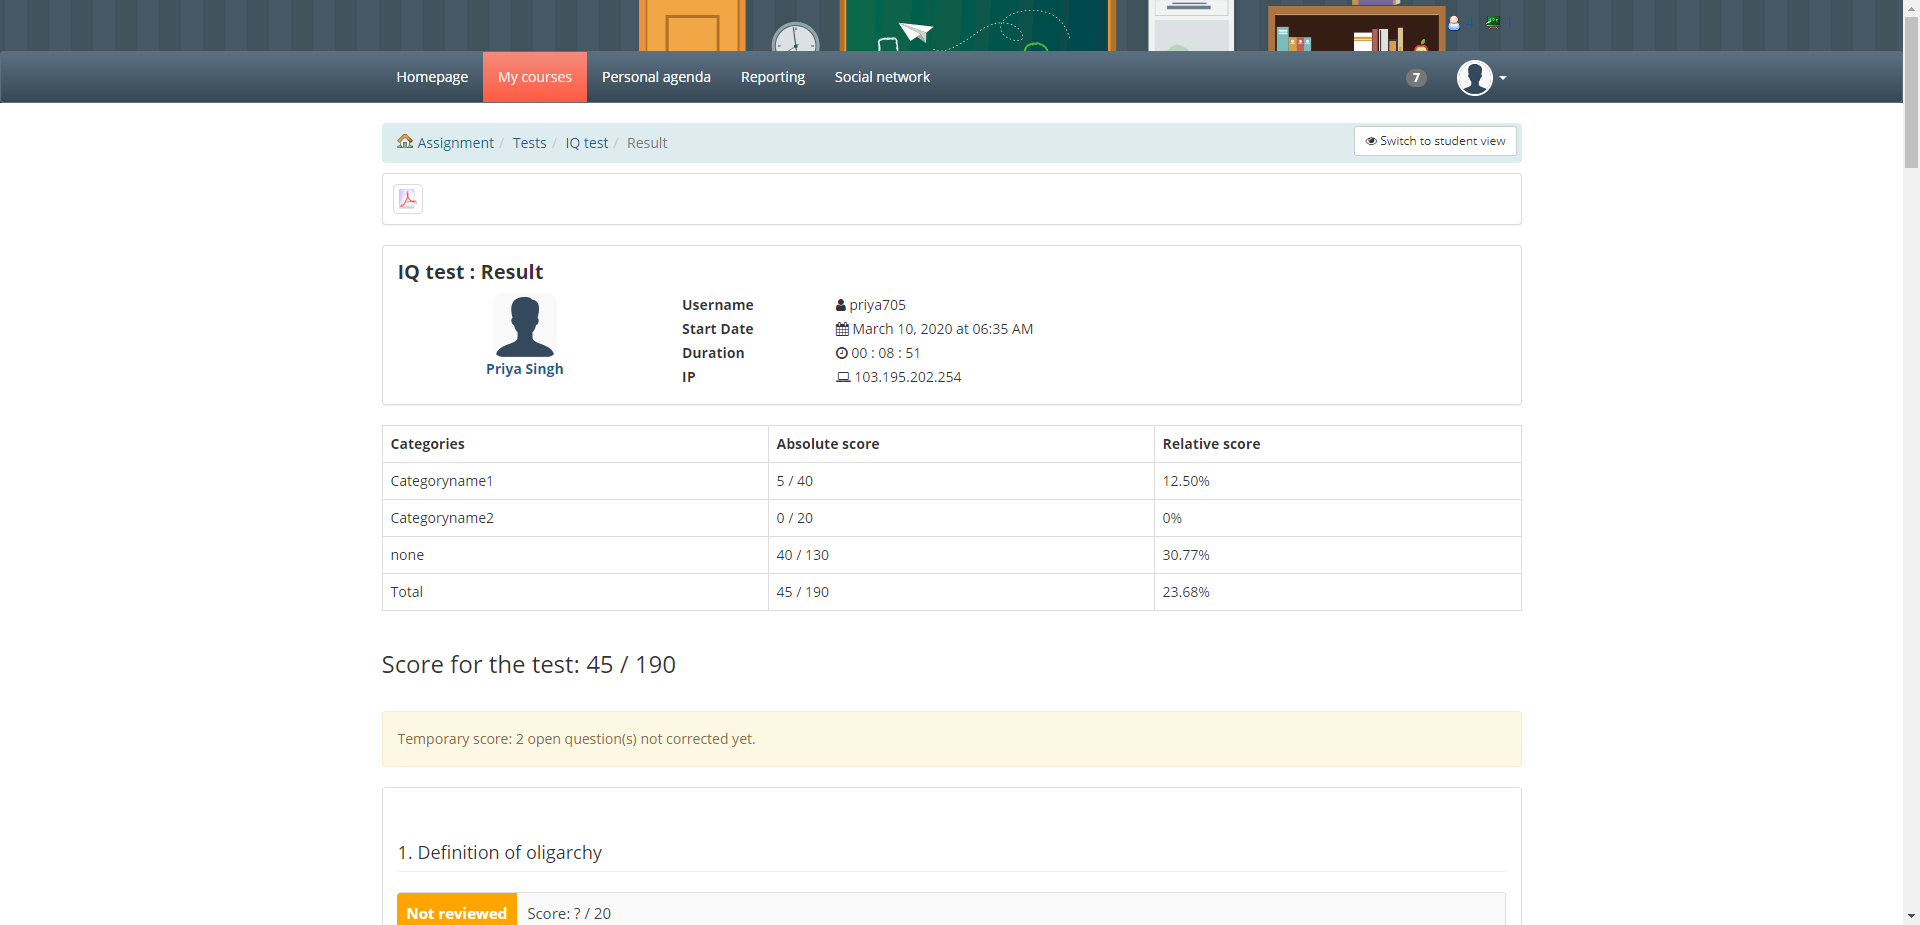 Homepage My courses Personal agenda Reporting Social network 7
Assignment / Tests / IQ test / Result Switch to student view
IQ test : Result
Priya Singh
Username priya705
Start Date March 10, 2020 at 06:35 AM
Duration 00 : 08 : 51
IP 103.195.202.254
Categories Absolute score Relative score
Categoryname1 5 / 40 12.50%
Categoryname2 0 / 20 0%
none 40 / 130 30.77%
Total 45 / 190 23.68%
Score for the test: 45 / 190
Temporary score: 2 open question(s) not corrected yet.
1. Definition of oligarchy
Not reviewed Score: ? / 20